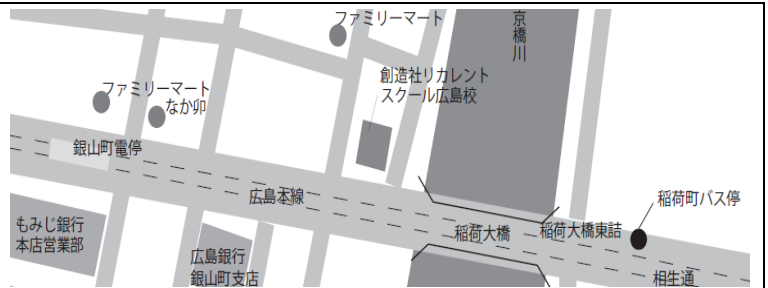 ファミリーマート
京橋川
創造社リカレント
スクール広島校
ファミリーマート
なか卯
銀山町電停
広島本線
稲荷町バス停
もみじ銀行
本店営業部
稲荷大橋
稲荷大橋東詰
広島銀行
銀山町支店
相生通